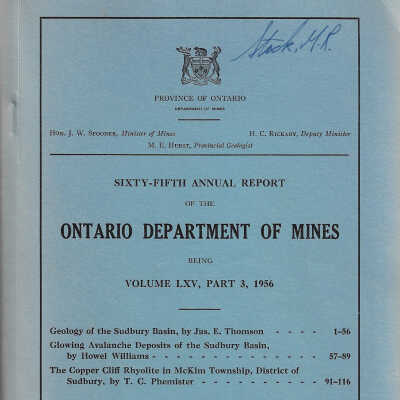 Stock, M.R.
PROVINCE OF ONTARIO
DEPARTMENT OF MINES
HON. J. W. SPOONER, Minister of Mines H. C. RICKABY, Deputy Minister
M. E. HURST, Provincial Geologist
SIXTY-FIFTH ANNUAL REPORT
OF THE
ONTARIO DEPARTMENT OF MINES
BEING
VOLUME LXV, PART 3, 1956
Geology of the Sudbury Basin, by Jas. E. Thomson - - - - 1–56
Glowing Avalanche Deposits of the Sudbury Basin,
by Howel Williams - - - - - - - - - 57–89
The Copper Cliff Rhyolite in McKim Township, District of
Sudbury, by T. C. Phemister - - - - - - - - 91–116